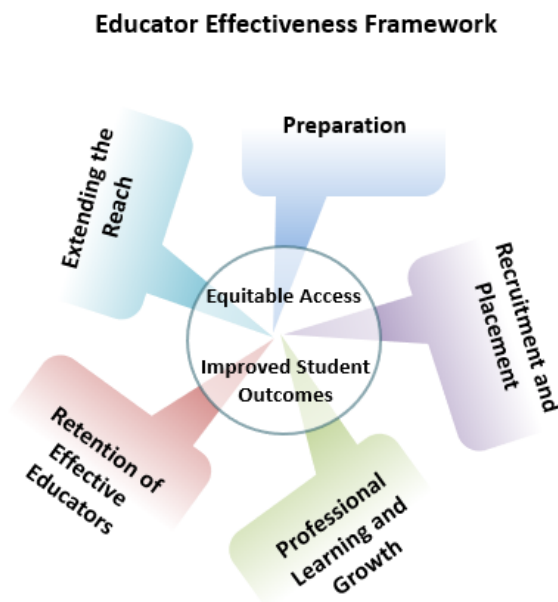 Educator Effectiveness Framework
Preparation
Extending the
Reach
Equitable Access
Improved Student
Outcomes
Recruitment and
Placement
Retention of
Effective
Educators
Professional
Learning and
Growth